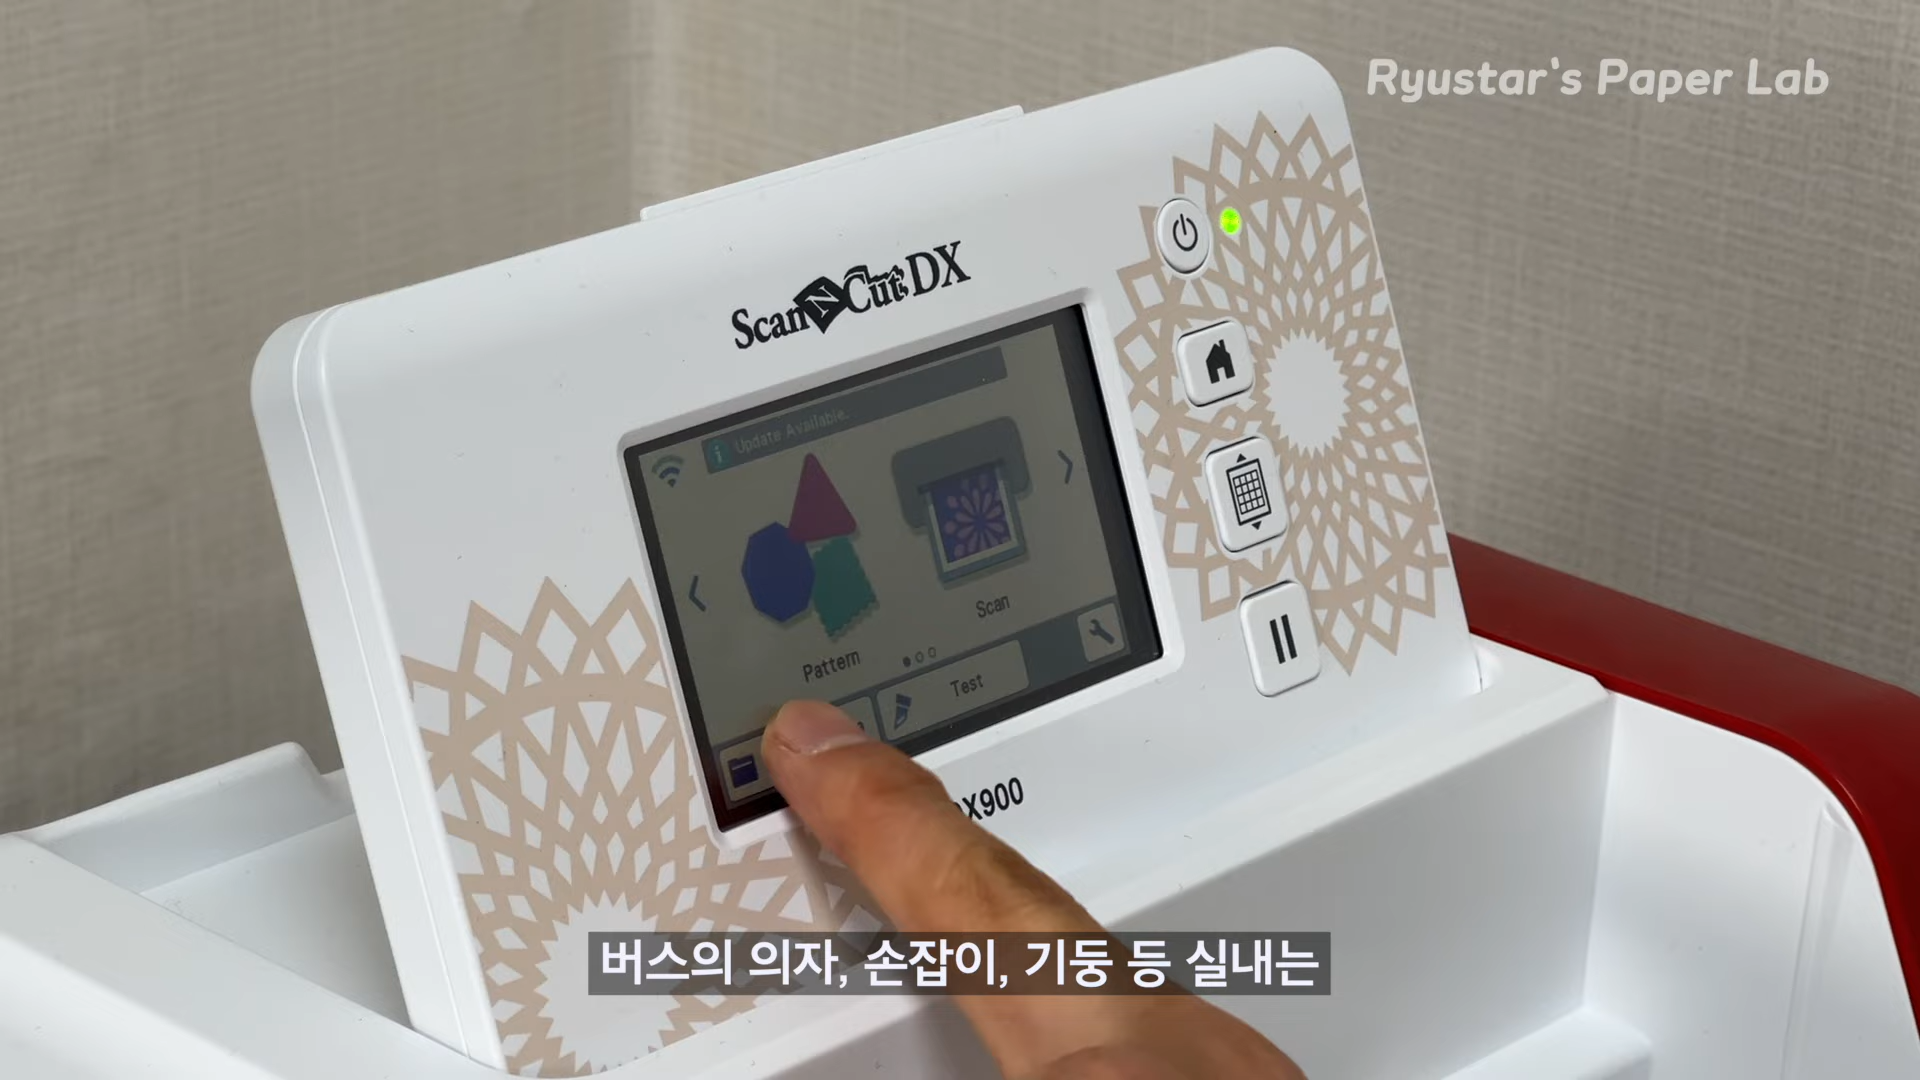 Ryustar's Paper Lab
ScanNCut DX
Update Available.
Pattern
Scan
Test
X900
버스의 의자, 손잡이, 기둥 등 실내는